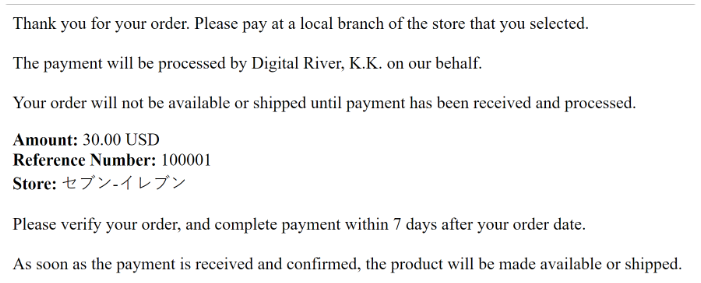 Thank you for your order. Please pay at a local branch of the store that you selected.
The payment will be processed by Digital River, K.K. on our behalf.
Your order will not be available or shipped until payment has been received and processed.
Amount: 30.00 USD
Reference Number: 100001
Store: セブン-イレブン
Please verify your order, and complete payment within 7 days after your order date.
As soon as the payment is received and confirmed, the product will be made available or shipped.